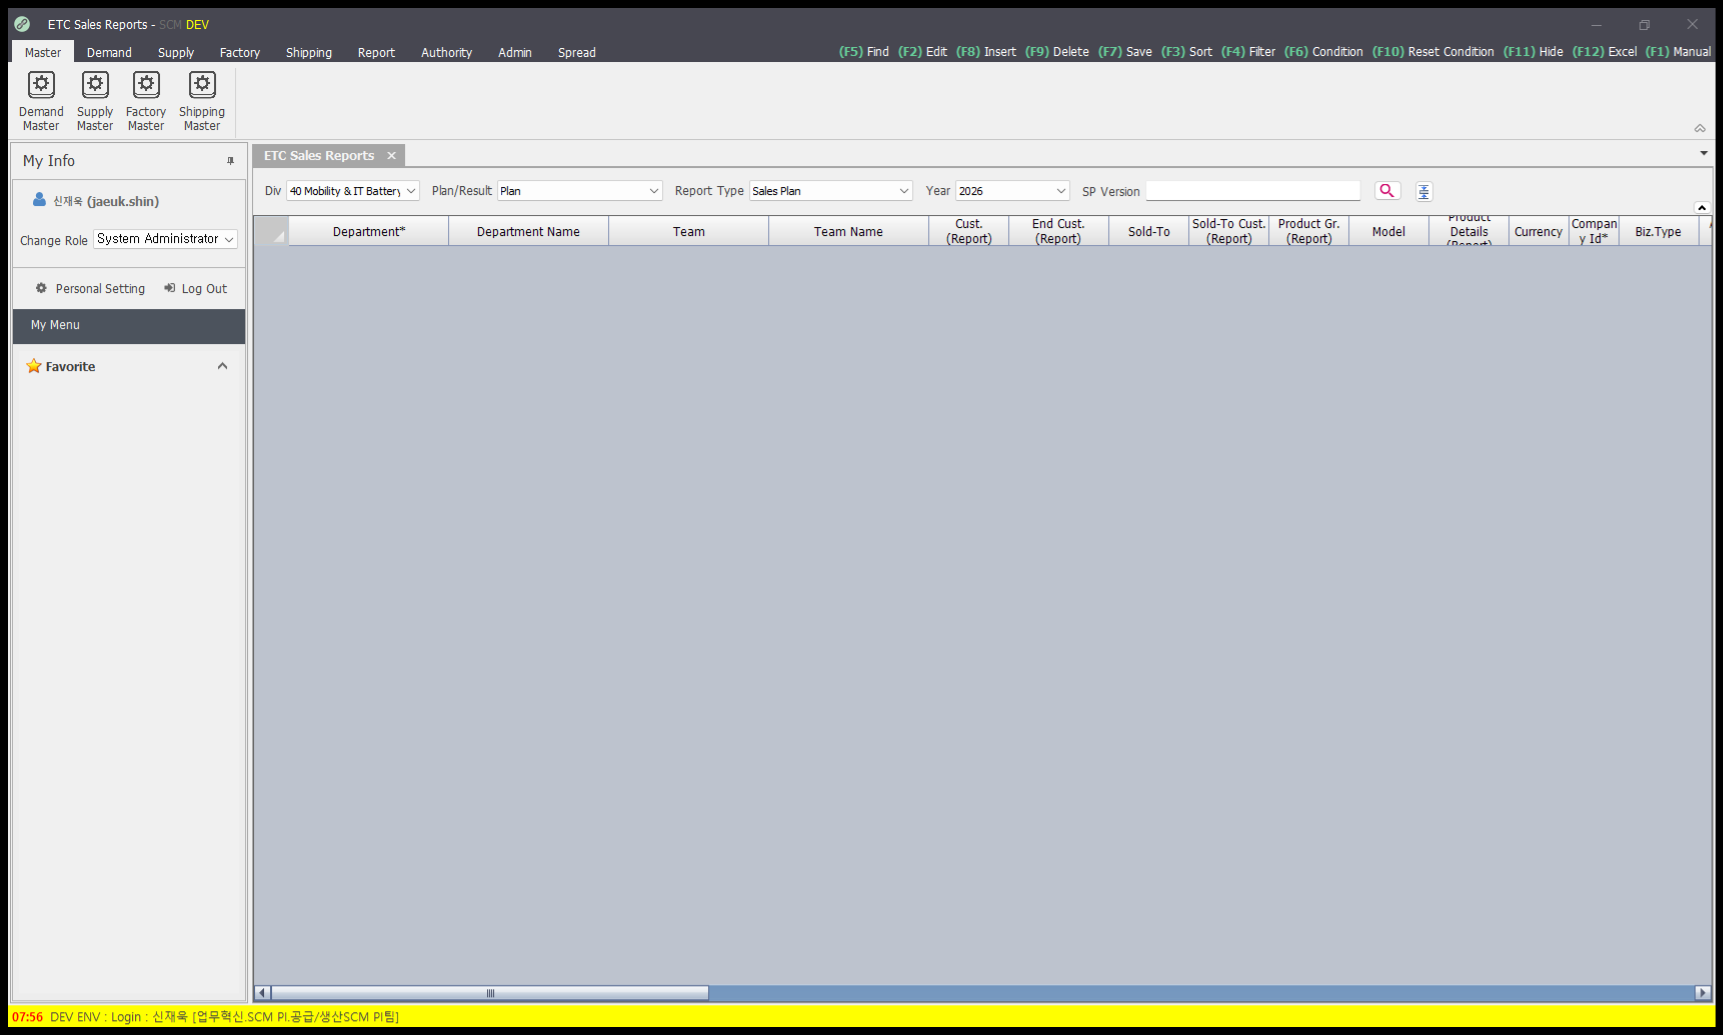 ETC Sales Reports - SCM DEV
Master Demand Supply Factory Shipping Report Authority Admin Spread
(F5) Find (F2) Edit (F8) Insert (F9) Delete (F7) Save (F3) Sort (F4) Filter (F6) Condition (F10) Reset Condition (F11) Hide (F12) Excel (F1) Manual
Demand Master
Supply Master
Factory Master
Shipping Master
My Info
신재욱 (jaeuk.shin)
Change Role System Administrator
Personal Setting Log Out
My Menu
Favorite
ETC Sales Reports
Div 40 Mobility & IT Battery Plan/Result Plan Report Type Sales Plan Year 2026 SP Version
Department*
Department Name
Team
Team Name
Cust. (Report)
End Cust. (Report)
Sold-To
Sold-To Cust. (Report)
Product Gr. (Report)
Model
Product Details (Report)
Currency
Company Id*
Biz.Type
07:56 DEV ENV : Login : 신재욱 [업무혁신.SCM PI.공급/생산SCM PI팀]